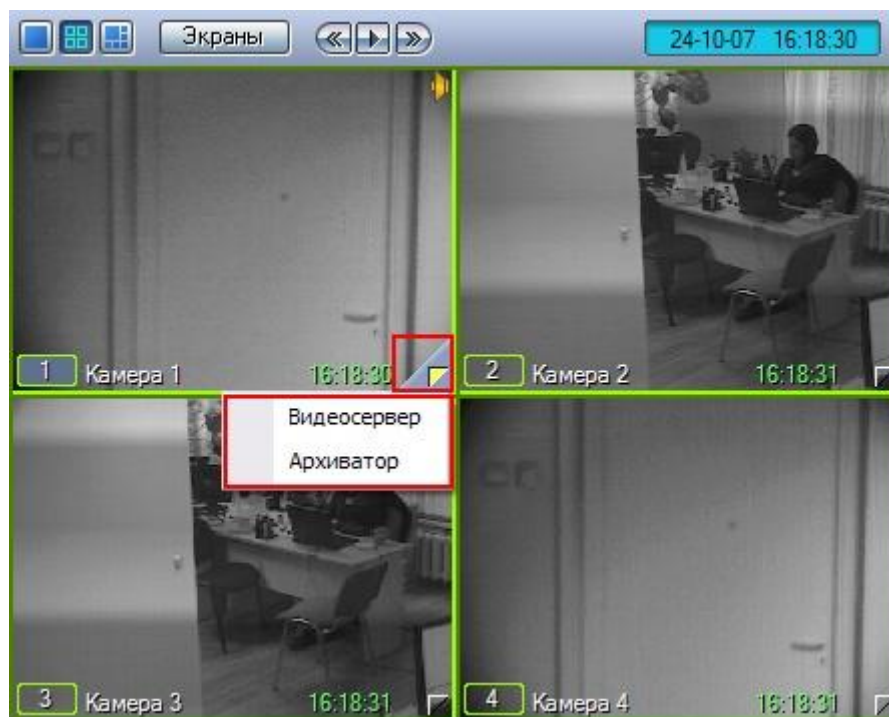 Экраны
24-10-07 16:18:30
1 Камера 1 16:18:30
2 Камера 2 16:18:31
Видеосервер
Архиватор
3 Камера 3 16:18:31
4 Камера 4 16:18:31